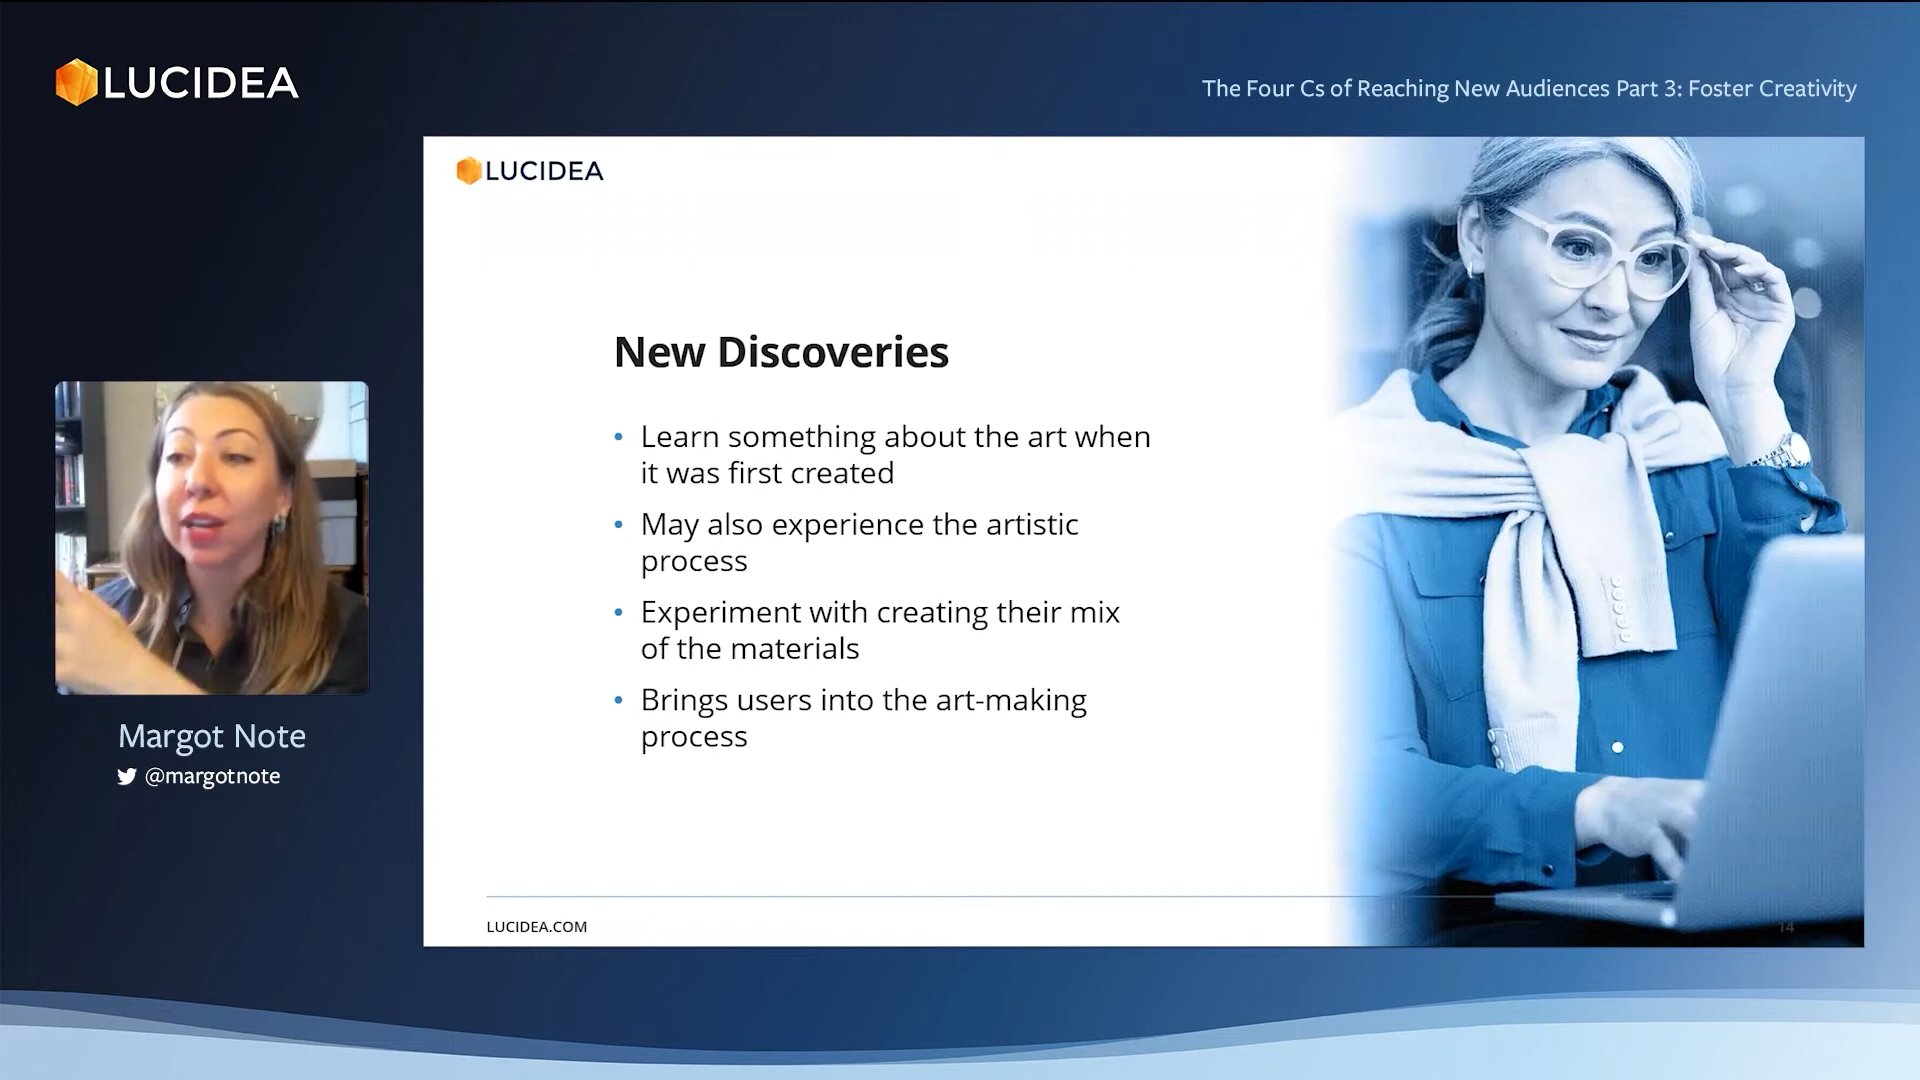 LUCIDEA
The Four Cs of Reaching New Audiences Part 3: Foster Creativity
LUCIDEA
New Discoveries
• Learn something about the art when
it was first created
• May also experience the artistic
process
• Experiment with creating their mix
of the materials
• Brings users into the art-making
process
Margot Note
@margotnote
LUCIDEA.COM
14